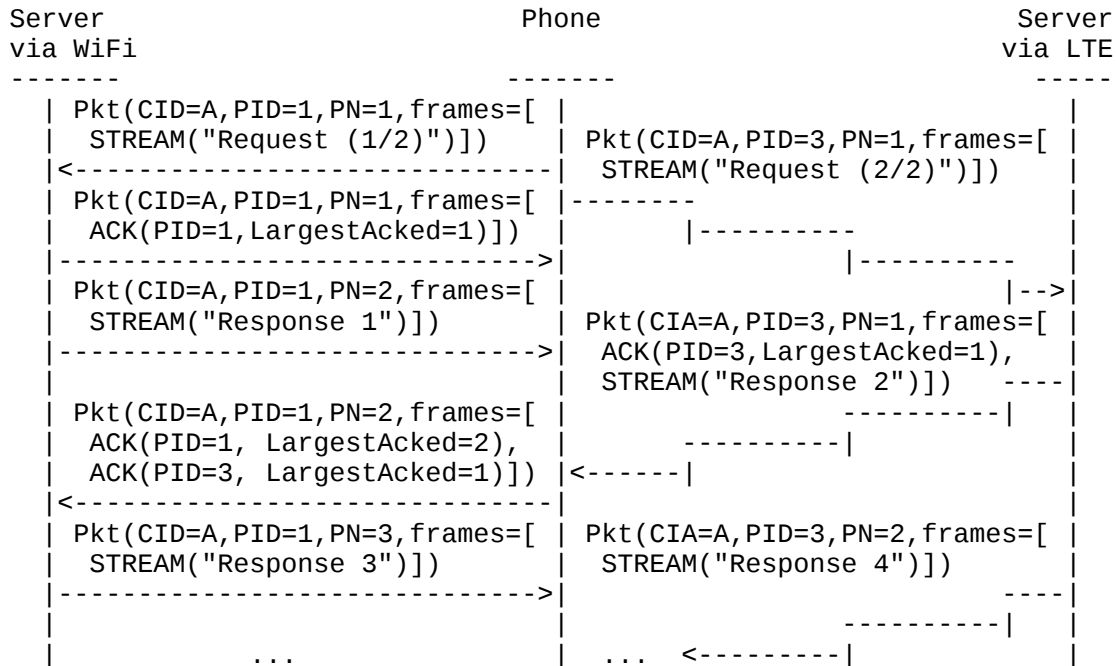 Server Phone Server
via WiFi via LTE
------- ------- -----
| Pkt(CID=A,PID=1,PN=1,frames=[ | |
| STREAM("Request (1/2)")]) | Pkt(CID=A,PID=3,PN=1,frames=[ |
|<------------------------------| STREAM("Request (2/2)")]) |
| Pkt(CID=A,PID=1,PN=1,frames=[ |-------- |
| ACK(PID=1,LargestAcked=1)]) | |---------- |
|------------------------------>| |---------- |
| Pkt(CID=A,PID=1,PN=2,frames=[ | |-->|
| STREAM("Response 1")]) | Pkt(CIA=A,PID=3,PN=1,frames=[ |
|------------------------------>| ACK(PID=3,LargestAcked=1), |
| | STREAM("Response 2")]) ----|
| Pkt(CID=A,PID=1,PN=2,frames=[ | ----------| |
| ACK(PID=1, LargestAcked=2), | ----------| |
| ACK(PID=3, LargestAcked=1)]) |<------| |
|<------------------------------| |
| Pkt(CID=A,PID=1,PN=3,frames=[ | Pkt(CIA=A,PID=3,PN=2,frames=[ |
| STREAM("Response 3")]) | STREAM("Response 4")]) |
|------------------------------>| ----|
| | ----------| |
| ... | ... <---------| |